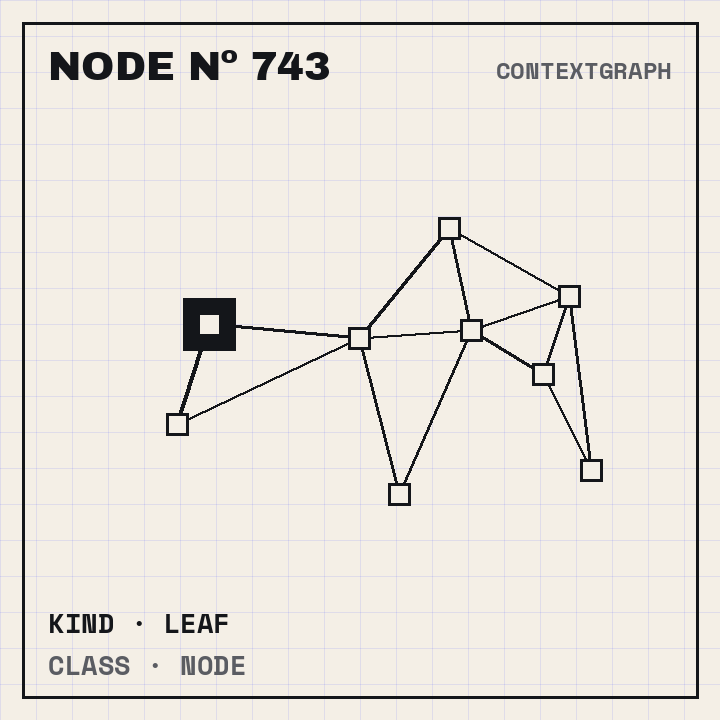 NODE Nº 743
CONTEXTGRAPH
KIND · LEAF
CLASS · NODE